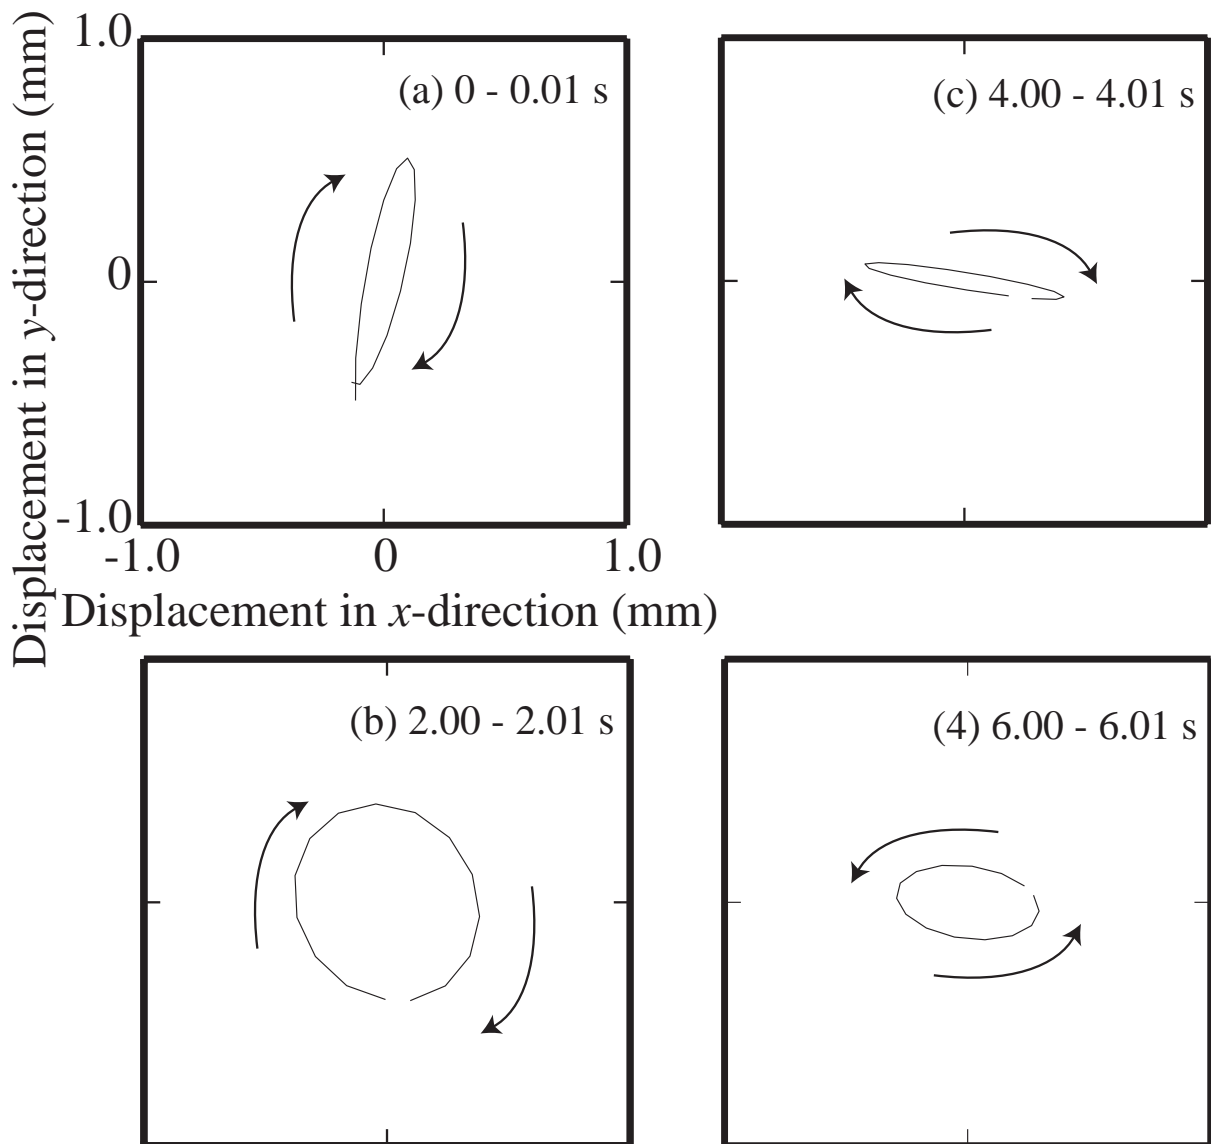 Displacement in y-direction (mm)
1.0
0
-1.0
(a) 0 - 0.01 s
-1.0 0 1.0
Displacement in x-direction (mm)
(c) 4.00 - 4.01 s
(b) 2.00 - 2.01 s
(4) 6.00 - 6.01 s